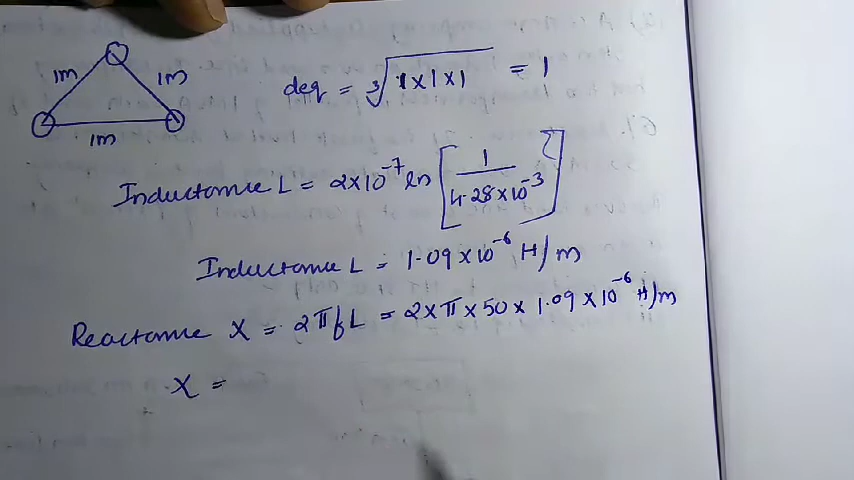 1m 1m
1m
deq = ∛1×1×1 = 1
Inductance L = 2×10⁻⁷ ln [1 / 4.28×10⁻³]
Inductance L = 1.09×10⁻⁶ H/m
Reactance X = 2πfL = 2×π×50×1.09×10⁻⁶ H/m
X =